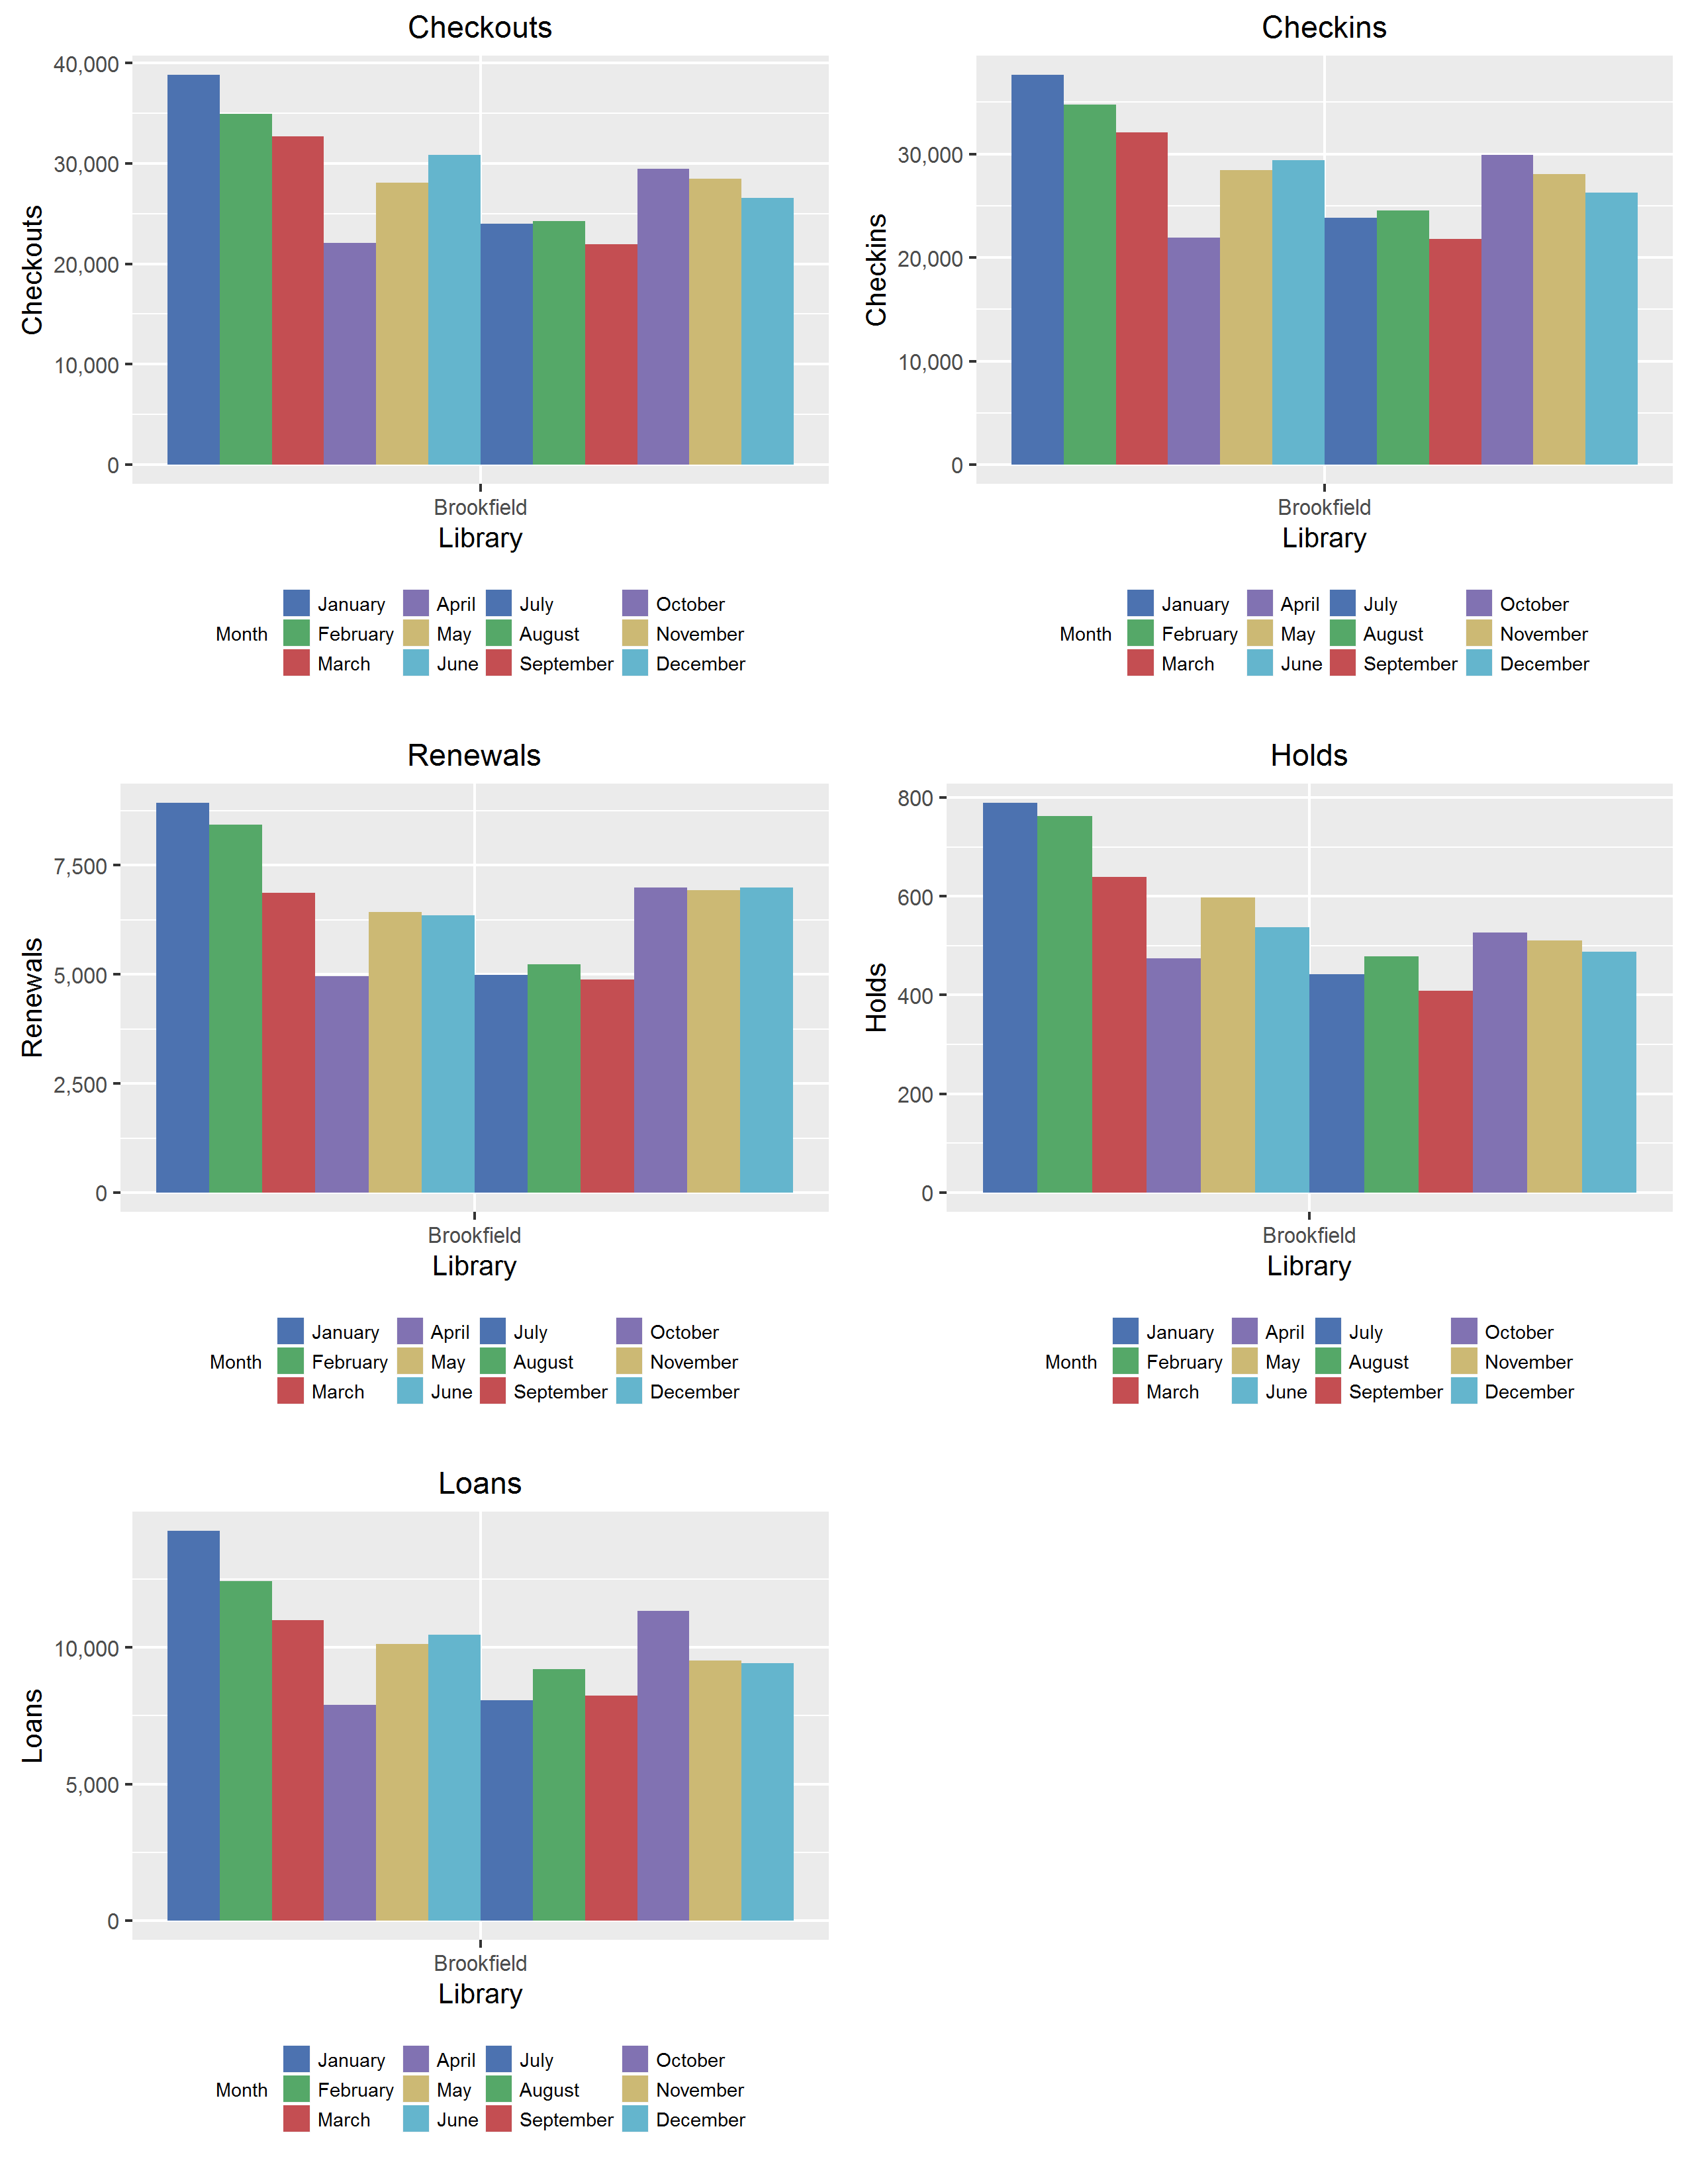 Checkouts
40,000
30,000
20,000
10,000
0
Checkouts
Brookfield
Library
Month
January April July October
February May August November
March June September December
Checkins
30,000
20,000
10,000
0
Checkins
Brookfield
Library
Month
January April July October
February May August November
March June September December
Renewals
7,500
5,000
2,500
0
Renewals
Brookfield
Library
Month
January April July October
February May August November
March June September December
Holds
800
600
400
200
0
Holds
Brookfield
Library
Month
January April July October
February May August November
March June September December
Loans
10,000
5,000
0
Loans
Brookfield
Library
Month
January April July October
February May August November
March June September December